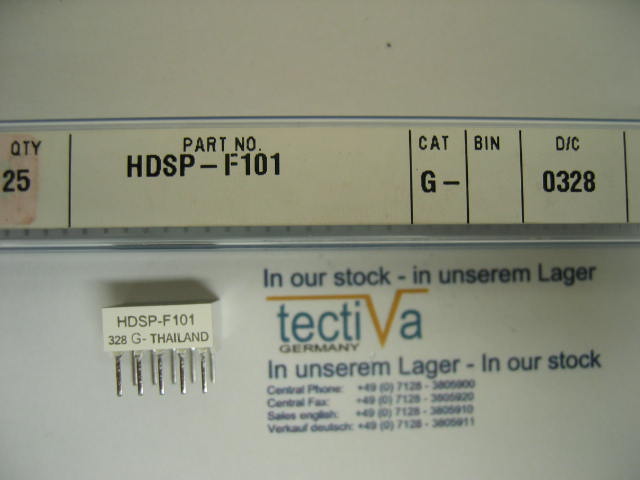 QTY PART NO. CAT BIN D/C
25 HDSP-F101 G- 0328
HDSP-F101
328 G- THAILAND
In our stock - in unserem Lager
tectiVa
GERMANY
In unserem Lager - In our stock
Central Phone: +49 (0) 7128 - 3805900
Central Fax: +49 (0) 7128 - 3805920
Sales english: +49 (0) 7128 - 3805910
Verkauf deutsch: +49 (0) 7128 - 3805911